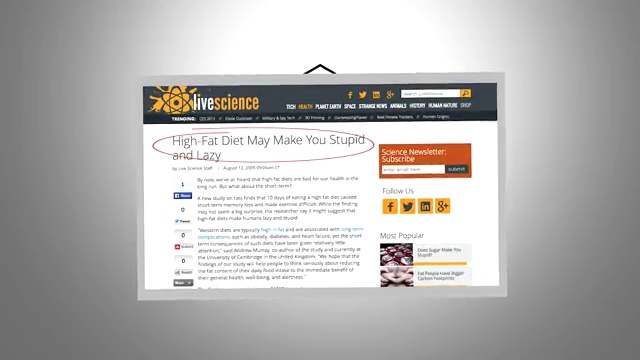 livescience
TECH HEALTH PLANET EARTH SPACE STRANGE NEWS ANIMALS HISTORY HUMAN NATURE SHOP
TRENDING: CES 2015 // Flade Outbreak // Military & Spy Tech // 3D Printing // // Best Fitness Trackers // Human Origins
High-Fat Diet May Make You Stupid
and Lazy
By Live Science Staff | August 12, 2009
By now, we've all heard that high-fat diets are bad for our health in the
long run. But what about the short-term?
A new study on rats finds that 10 days of eating a high fat diet caused
short-term memory loss and made exercise difficult. While the finding
may not seem a big surprise, the researcher say it might suggest that
high-fat diets make humans lazy and stupid.
"Western diets are typically high in fat and are associated with long-term
complications, such as obesity, diabetes, and heart failure, yet the short
term consequences of such diets have been given relatively little
attention," said Andrew Murray, co-author of the study and currently at
the University of Cambridge in the United Kingdom. "We hope that the
findings of our study will help people to think seriously about reducing
the fat content of their daily food intake to the immediate benefit of
their general health, well-being, and alertness."
1
Share
0
Tweet
0
0
Reddit
Science Newsletter:
Subscribe
enter email here
submit
Follow Us
Most Popular
Does Sugar Make You
Stupid?
Fat People Have Bigger
Carbon Footprints